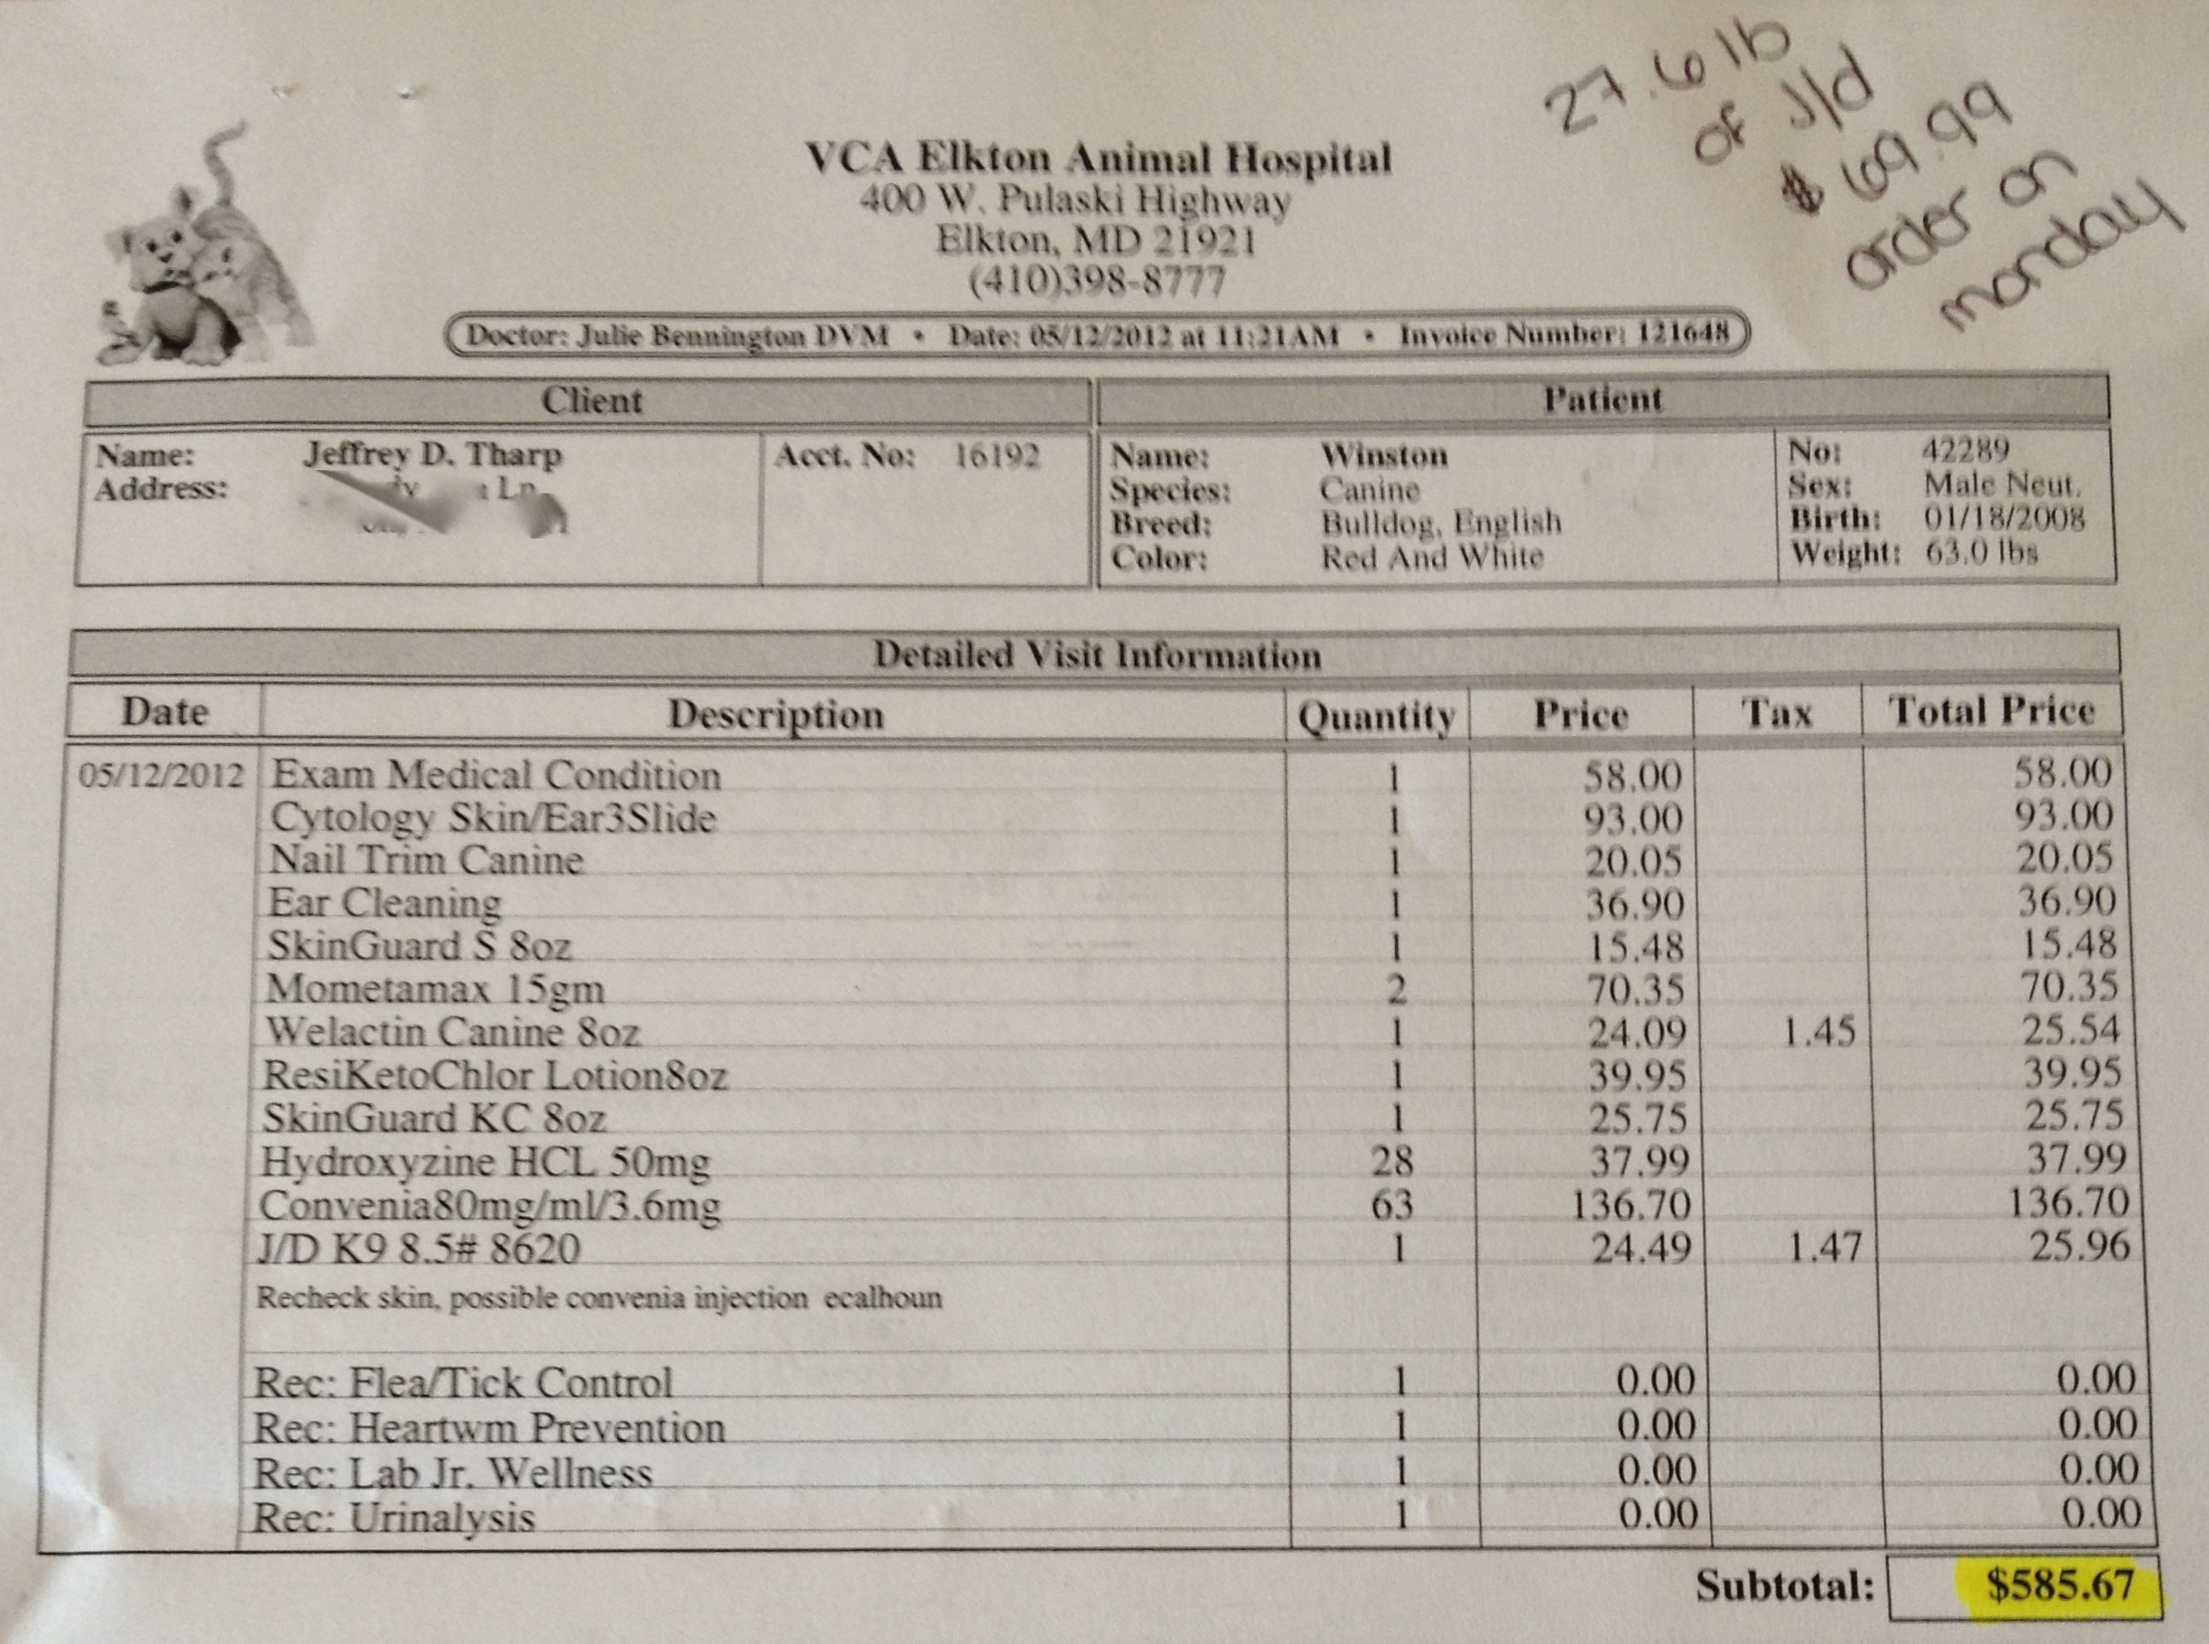 27.6 lb
of J/d
$ 69.99
order on
monday
VCA Elkton Animal Hospital
400 W. Pulaski Highway
Elkton, MD 21921
(410)398-8777
Doctor: Julie Bennington DVM • Date: 05/12/2012 at 11:21AM • Invoice Number: 121648
Client Patient
Name: Jeffrey D. Tharp Acct. No: 16192 Name: Winston No: 42289
Address: Ln Species: Canine Sex: Male Neut.
Breed: Bulldog, English Birth: 01/18/2008
Color: Red And White Weight: 63.0 lbs
Detailed Visit Information
Date Description Quantity Price Tax Total Price
05/12/2012 Exam Medical Condition 1 58.00 58.00
Cytology Skin/Ear3Slide 1 93.00 93.00
Nail Trim Canine 1 20.05 20.05
Ear Cleaning 1 36.90 36.90
SkinGuard S 8oz 1 15.48 15.48
Mometamax 15gm 2 70.35 70.35
Welactin Canine 8oz 1 24.09 1.45 25.54
ResiKetoChlor Lotion8oz 1 39.95 39.95
SkinGuard KC 8oz 1 25.75 25.75
Hydroxyzine HCL 50mg 28 37.99 37.99
Convenia80mg/ml/3.6mg 63 136.70 136.70
J/D K9 8.5# 8620 1 24.49 1.47 25.96
Recheck skin, possible convenia injection ecalhoun
Rec: Flea/Tick Control 1 0.00 0.00
Rec: Heartwm Prevention 1 0.00 0.00
Rec: Lab Jr. Wellness 1 0.00 0.00
Rec: Urinalysis 1 0.00 0.00
Subtotal: $585.67